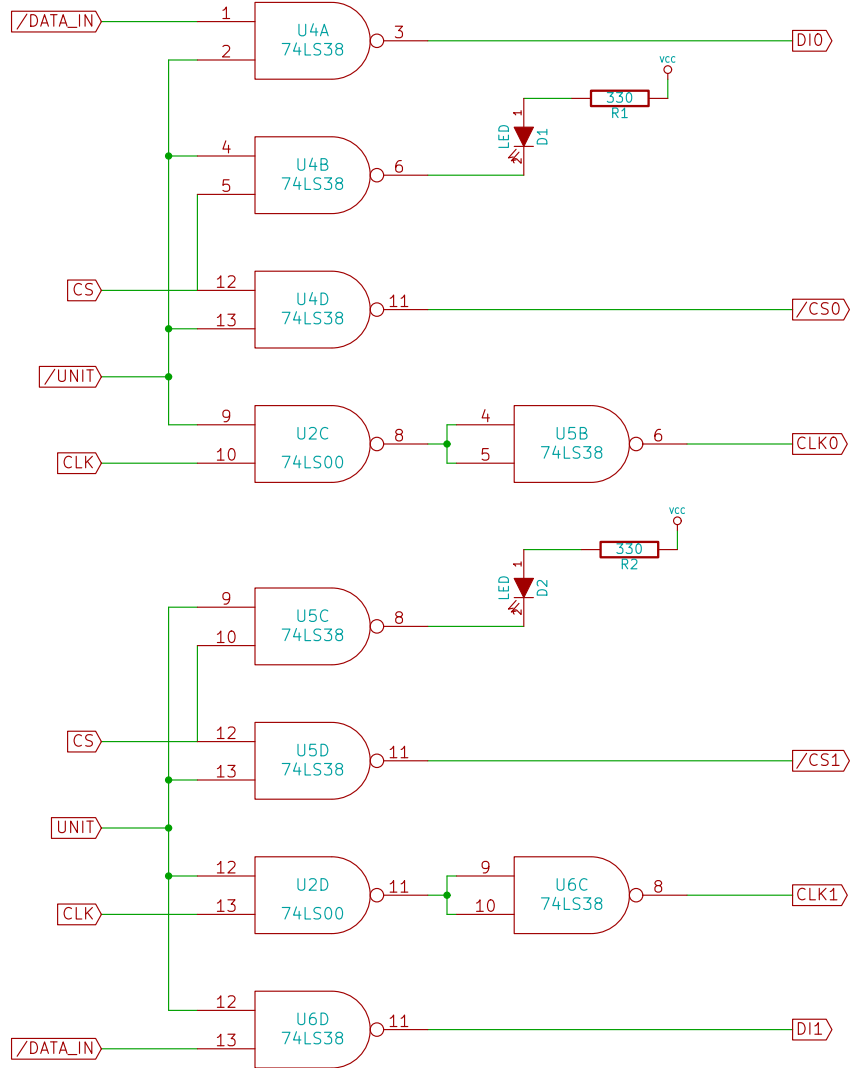 /DATA_IN
1
2
U4A
74LS38
3
DI0
VCC
330
R1
LED
1
2
D1
4
5
U4B
74LS38
6
CS
12
13
U4D
74LS38
11
/CS0
/UNIT
CLK
9
10
U2C
74LS00
8
4
5
U5B
74LS38
6
CLK0
VCC
330
R2
LED
1
2
D2
9
10
U5C
74LS38
8
CS
12
13
U5D
74LS38
11
/CS1
UNIT
CLK
12
13
U2D
74LS00
11
9
10
U6C
74LS38
8
CLK1
/DATA_IN
12
13
U6D
74LS38
11
DI1